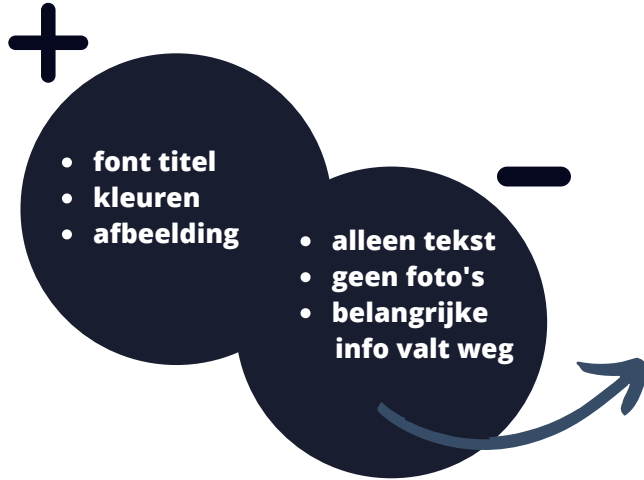 • font titel
• kleuren
• afbeelding
• alleen tekst
• geen foto's
• belangrijke
info valt weg